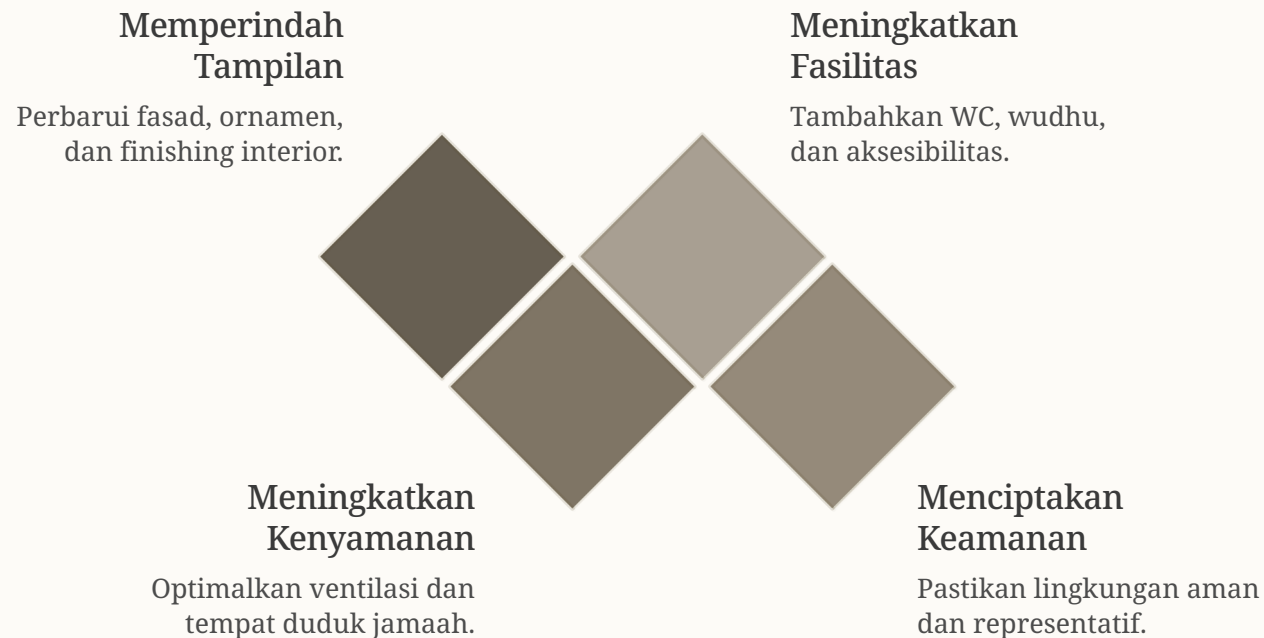 Memperindah
Tampilan
Perbarui fasad, ornamen,
dan finishing interior.
Meningkatkan
Fasilitas
Tambahkan WC, wudhu,
dan aksesibilitas.
Meningkatkan
Kenyamanan
Optimalkan ventilasi dan
tempat duduk jamaah.
Menciptakan
Keamanan
Pastikan lingkungan aman
dan representatif.